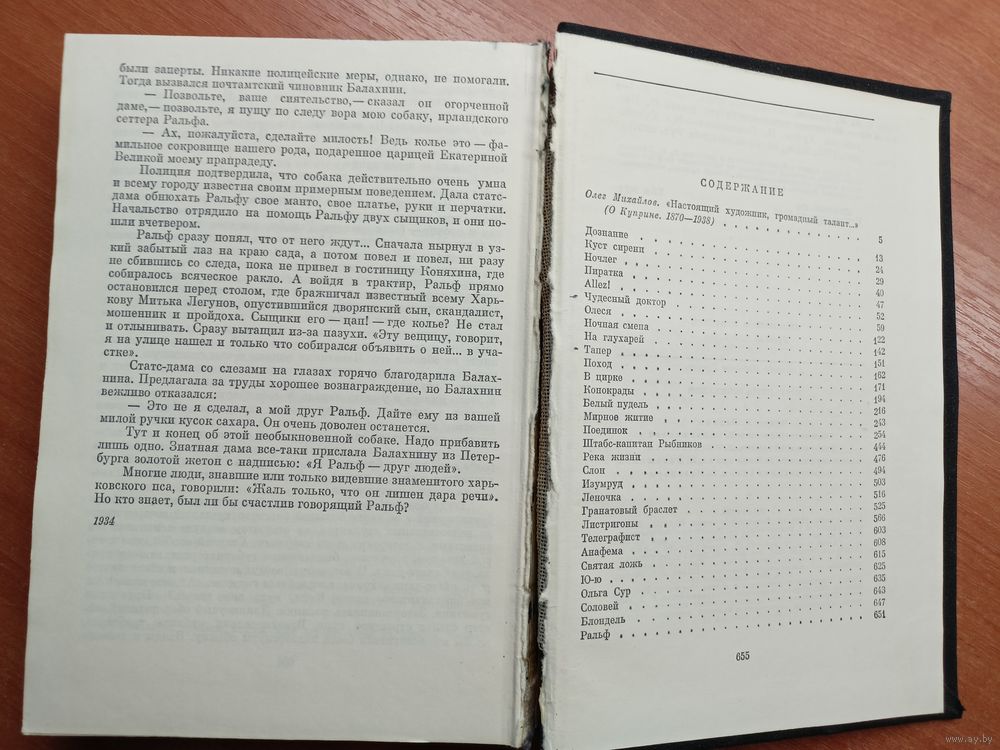 были заперты. Никакие полицейские меры, однако, не помогали.
Тогда вызвался почтамтский чиновник Балахнин.
— Позвольте, ваше сиятельство,— сказал он огорченной
даме,— позвольте, я пущу по следу вора мою собаку, ирландского
сеттера Ральфа.
— Ах, пожалуйста, сделайте милость! Ведь колье это — фа-
мильное сокровище нашего рода, подаренное царицей Екатериной
Великой моему прапрадеду.
Полиция подтвердила, что собака действительно очень умна
и всему городу известна своим примерным поведением. Дала статс-
дама обнюхать Ральфу свое манто, свое платье, руки и перчатки.
Начальство отрядило на помощь Ральфу двух сыщиков, и они по-
шли вчетвером.
Ральф сразу понял, что от него ждут... Сначала нырнул в уз-
кий забытый лаз на краю сада, а потом повел и повел, ни разу
не сбившись со следа, пока не привел в гостиницу Коняхина, где
собиралось всяческое ракло. А войдя в трактир, Ральф прямо
остановился перед столом, где бражничал известный всему Харь-
кову Митька Легунов, опустившийся дворянский сын, скандалист,
мошенник и пройдоха. Сыщики его — цап! — где колье? Не стал
и отлынивать. Сразу вытащил из-за пазухи. «Эту вещицу, говорит,
я на улице нашел и только что собирался объявить о ней... в уча-
стке».
Статс-дама со слезами на глазах горячо благодарила Балах-
нина. Предлагала за труды хорошее вознаграждение, но Балахнин
вежливо отказался:
— Это не я сделал, а мой друг Ральф. Дайте ему из вашей
милой ручки кусок сахара. Он очень доволен останется.
Тут и конец об этой необыкновенной собаке. Надо прибавить
лишь одно. Знатная дама все-таки прислала Балахнину из Петер-
бурга золотой жетон с надписью: «Я Ральф — друг людей».
Многие люди, знавшие или только видевшие знаменитого харь-
ковского пса, говорили: «Жаль только, что он лишен дара речи».
Но кто знает, был ли бы счастлив говорящий Ральф?
1934
СОДЕРЖАНИЕ
Олег Михайлов. «Настоящий художник, громадный талант...»
(О Куприне. 1870—1938) . . . . . . . . . . 5
Дознание . . . . . . . . . . 13
Куст сирени . . . . . . . . . . 24
Ночлег . . . . . . . . . . 29
Пиратка . . . . . . . . . . 40
Allez! . . . . . . . . . . 47
Чудесный доктор . . . . . . . . . . 52
Олеся . . . . . . . . . . 59
Ночная смена . . . . . . . . . . 122
На глухарей . . . . . . . . . . 142
Тапер . . . . . . . . . . 151
Поход . . . . . . . . . . 162
В цирке . . . . . . . . . . 171
Конокрады . . . . . . . . . . 194
Белый пудель . . . . . . . . . . 216
Мирное житие . . . . . . . . . . 243
Поединок . . . . . . . . . . 254
Штабс-капитан Рыбников . . . . . . . . . . 444
Река жизни . . . . . . . . . . 476
Слон . . . . . . . . . . 494
Изумруд . . . . . . . . . . 503
Леночка . . . . . . . . . . 516
Гранатовый браслет . . . . . . . . . . 525
Листригоны . . . . . . . . . . 566
Телеграфист . . . . . . . . . . 603
Анафема . . . . . . . . . . 608
Святая ложь . . . . . . . . . . 615
Ю-ю . . . . . . . . . . 625
Ольга Сур . . . . . . . . . . 635
Соловей . . . . . . . . . . 643
Блондель . . . . . . . . . . 647
Ральф . . . . . . . . . . 651
655
www.ay.by